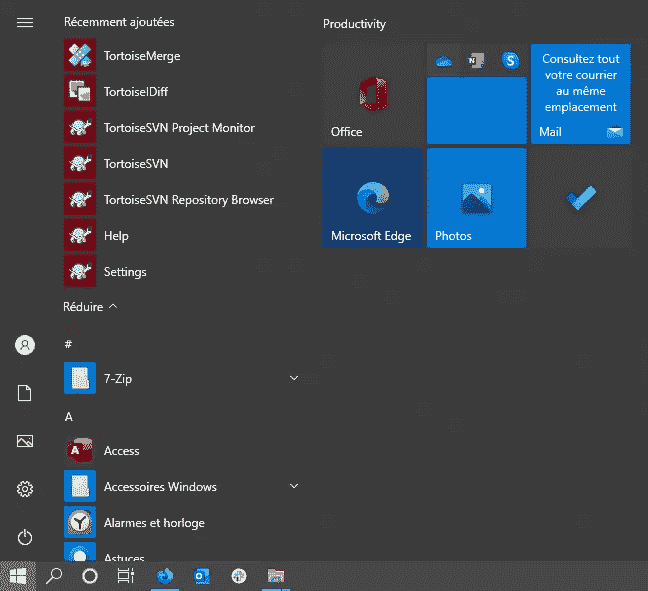 Récemment ajoutées
TortoiseMerge
TortoiseIDiff
TortoiseSVN Project Monitor
TortoiseSVN
TortoiseSVN Repository Browser
Help
Settings
Réduire
#
7-Zip
A
Access
Accessoires Windows
Alarmes et horloge
Astuces
Productivity
Office
Consultez tout
votre courrier
au même
emplacement
Mail
Microsoft Edge
Photos